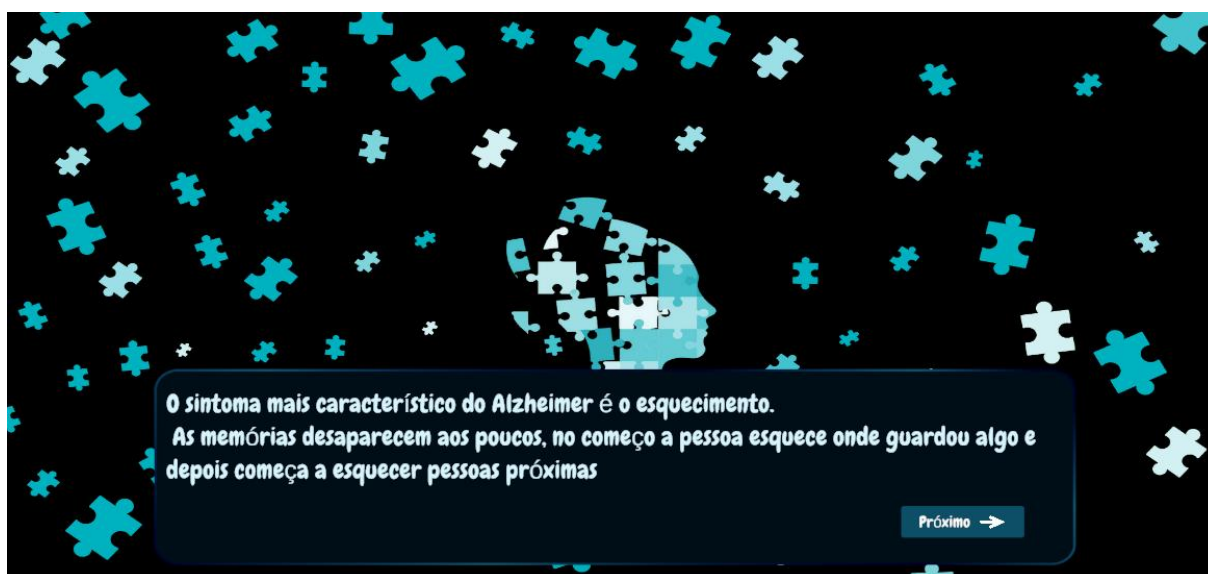 O sintoma mais característico do Alzheimer é o esquecimento.
As memórias desaparecem aos poucos, no começo a pessoa esquece onde guardou algo e
depois começa a esquecer pessoas próximas
Próximo →